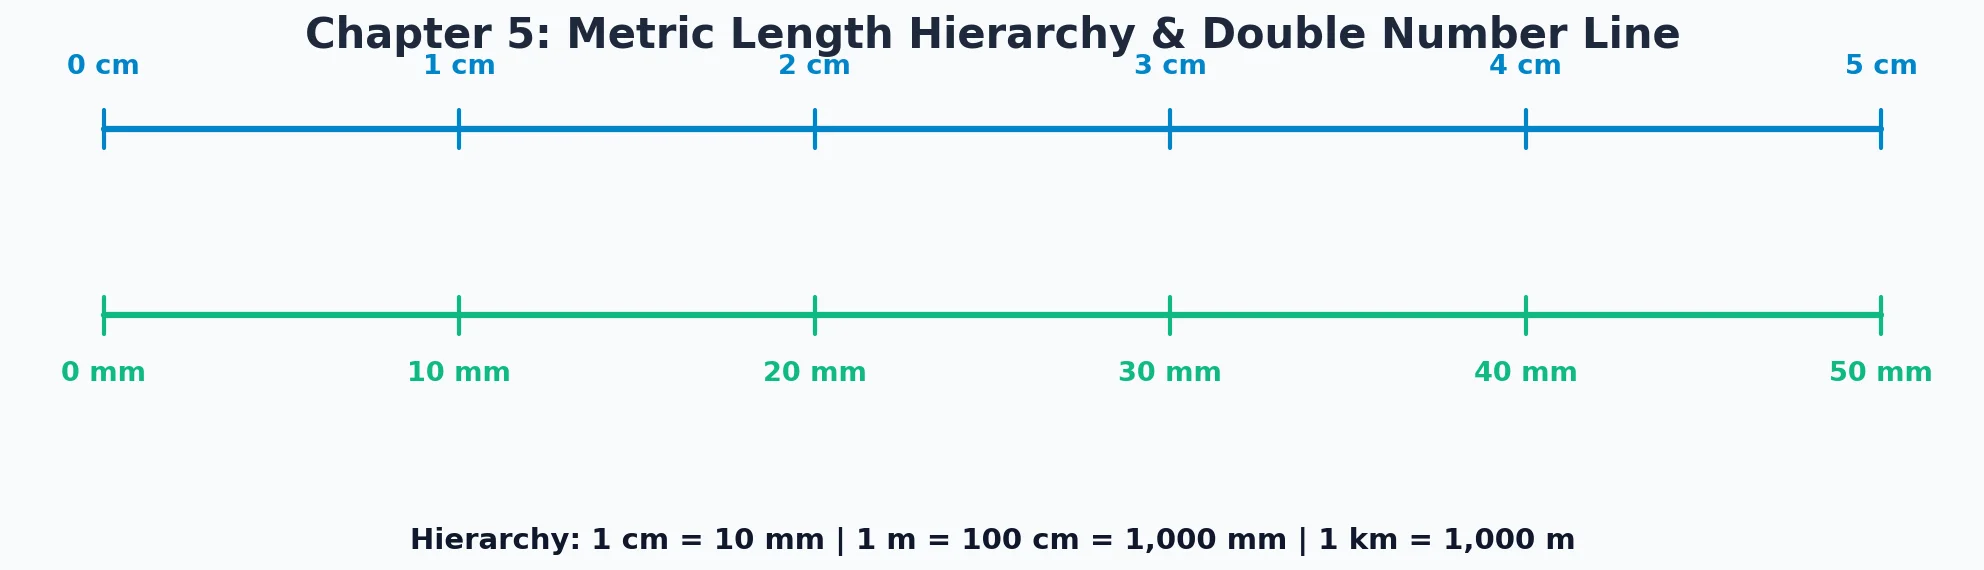 Chapter 5: Metric Length Hierarchy & Double Number Line
0 cm 1 cm 2 cm 3 cm 4 cm 5 cm
0 mm 10 mm 20 mm 30 mm 40 mm 50 mm
Hierarchy: 1 cm = 10 mm | 1 m = 100 cm = 1,000 mm | 1 km = 1,000 m